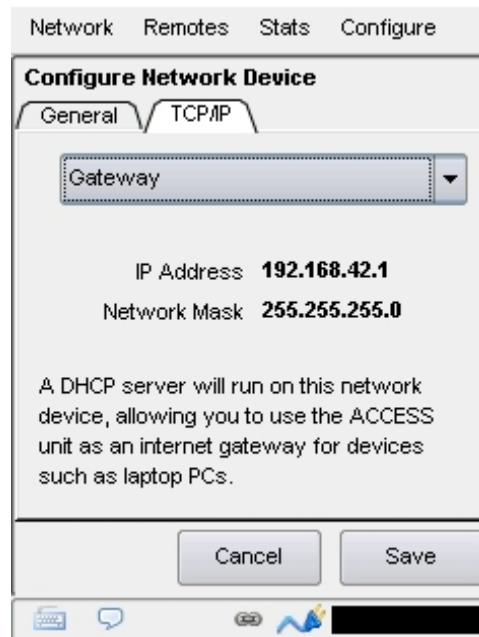 Network Remotes Stats Configure
Configure Network Device
General TCP/IP
Gateway
IP Address 192.168.42.1
Network Mask 255.255.255.0
A DHCP server will run on this network
device, allowing you to use the ACCESS
unit as an internet gateway for devices
such as laptop PCs.
Cancel Save